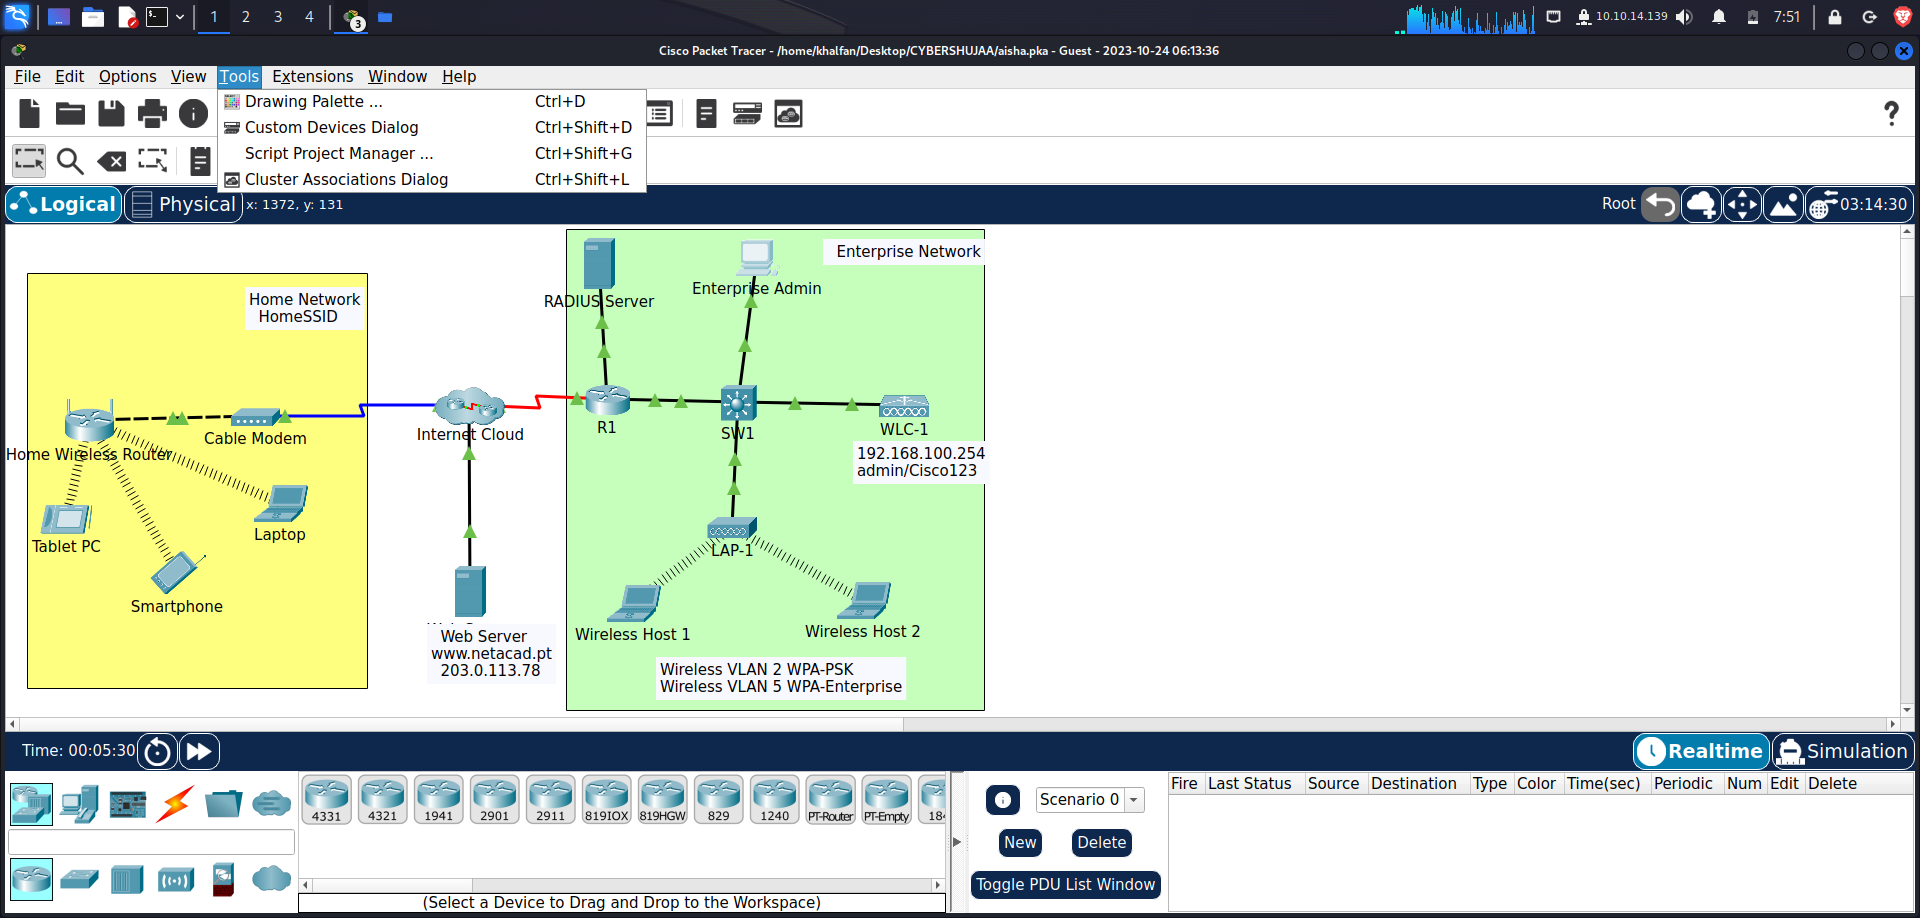 1 2 3 4 3 10.10.14.139 7:51
Cisco Packet Tracer - /home/khalfan/Desktop/CYBERSHUJAA/aisha.pka - Guest - 2023-10-24 06:13:36
File Edit Options View Tools Extensions Window Help
Drawing Palette ... Ctrl+D
Custom Devices Dialog Ctrl+Shift+D
Script Project Manager ... Ctrl+Shift+G
Cluster Associations Dialog Ctrl+Shift+L
Logical Physical x: 1372, y: 131 Root 03:14:30
Home Network
HomeSSID
Home Wireless Router
Cable Modem
Tablet PC
Laptop
Smartphone
Internet Cloud
Web Server
www.netacad.pt
203.0.113.78
Enterprise Network
RADIUS Server
Enterprise Admin
R1
SW1
WLC-1
192.168.100.254
admin/Cisco123
LAP-1
Wireless Host 1
Wireless Host 2
Wireless VLAN 2 WPA-PSK
Wireless VLAN 5 WPA-Enterprise
Time: 00:05:30 Realtime Simulation
4331 4321 1941 2901 2911 819IOX 819HGW 829 1240 PT-Router PT-Empty 184
(Select a Device to Drag and Drop to the Workspace)
Scenario 0
New Delete
Toggle PDU List Window
Fire Last Status Source Destination Type Color Time(sec) Periodic Num Edit Delete